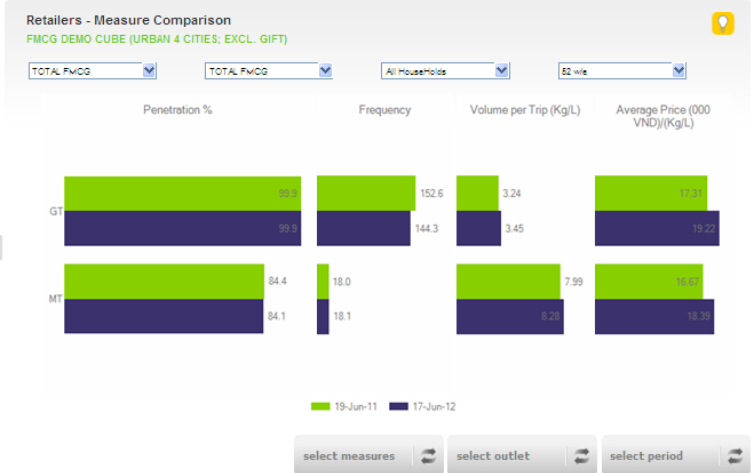 Retailers - Measure Comparison
FMCG DEMO CUBE (URBAN 4 CITIES; EXCL. GIFT)
TOTAL FMCG TOTAL FMCG All HouseHolds 52 w/e
Penetration % Frequency Volume per Trip (Kg/L) Average Price (000
VND)/(Kg/L)
GT
99.9 152.6 3.24 17.31
99.9 144.3 3.45 19.22
MT
84.4 18.0 7.99 16.67
84.1 18.1 8.28 18.39
19-Jun-11 17-Jun-12
select measures select outlet select period